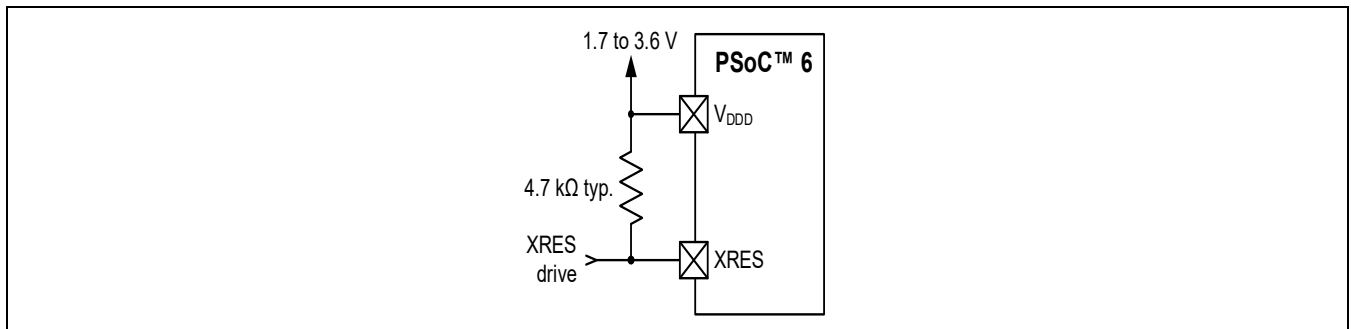 1.7 to 3.6 V
PSoC™ 6
VDDD
4.7 kΩ typ.
XRES
drive
XRES